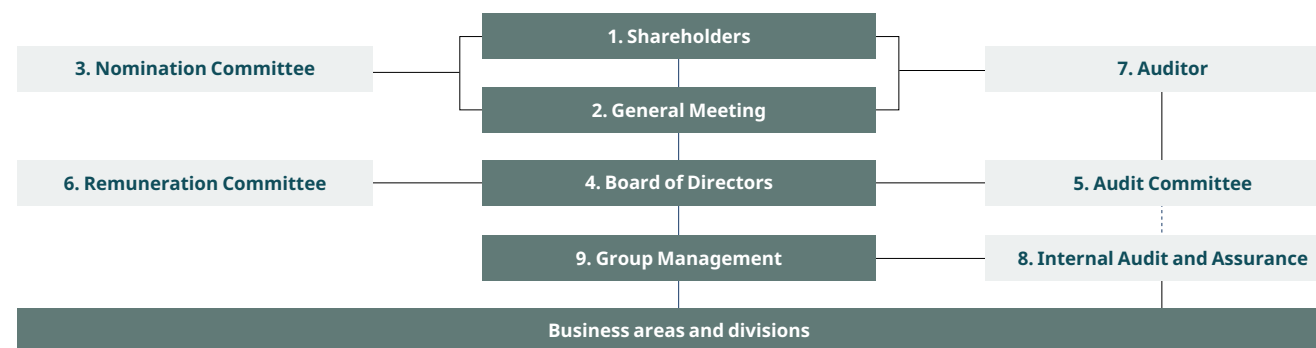 1. Shareholders
3. Nomination Committee
7. Auditor
2. General Meeting
6. Remuneration Committee
4. Board of Directors
5. Audit Committee
9. Group Management
8. Internal Audit and Assurance
Business areas and divisions